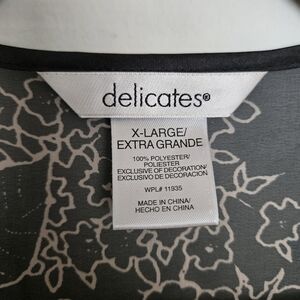 delicates®
X-LARGE/
EXTRA GRANDE
100% POLYESTER/
POLIESTER
EXCLUSIVE OF DECORATION/
EXCLUSIVO DE DECORACION
WPL# 11935
MADE IN CHINA/
HECHO EN CHINA